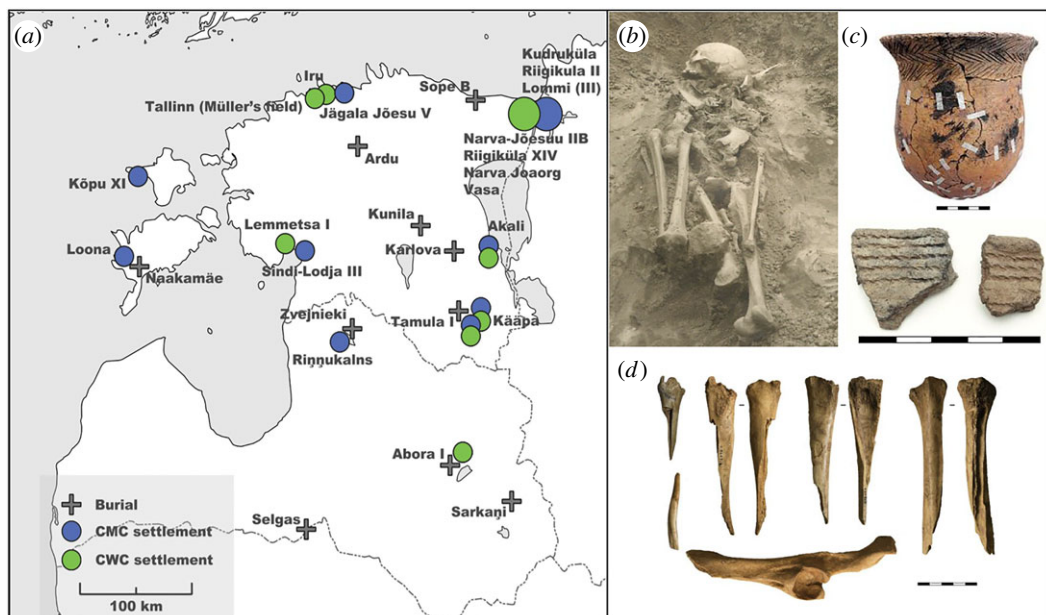 (a)
Iru
Tallinn (Müller's field)
Jägala Jõesu V
Sope B
Kudruküla
Riigikula II
Lommi (III)
Ardu
Narva-Jõesuu IIB
Riigiküla XIV
Narva Joaorg
Vasa
Kõpu XI
Kunila
Lemmetsa I
Akali
Loona
Karlova
Naakamäe
Sindi-Lodja III
Zvejnieki
Tamula I
Kääpa
Riņņukalns
Abora I
Sarkaņi
Selgas
Burial
CMC settlement
CWC settlement
100 km
(b)
(c)
(d)